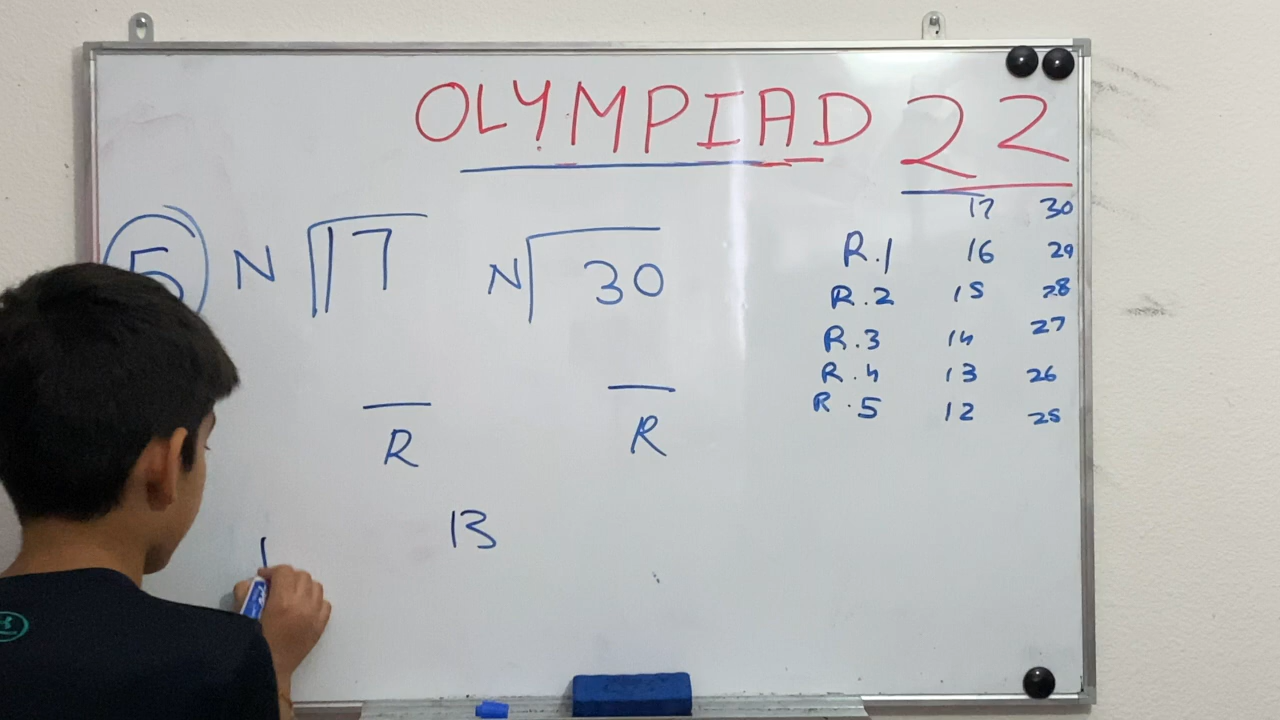 OLYMPIAD 22
5 N 17 N 30
17 30
R.1 16 29
R.2 15 28
R.3 14 27
R.4 13 26
R.5 12 25
R R
13